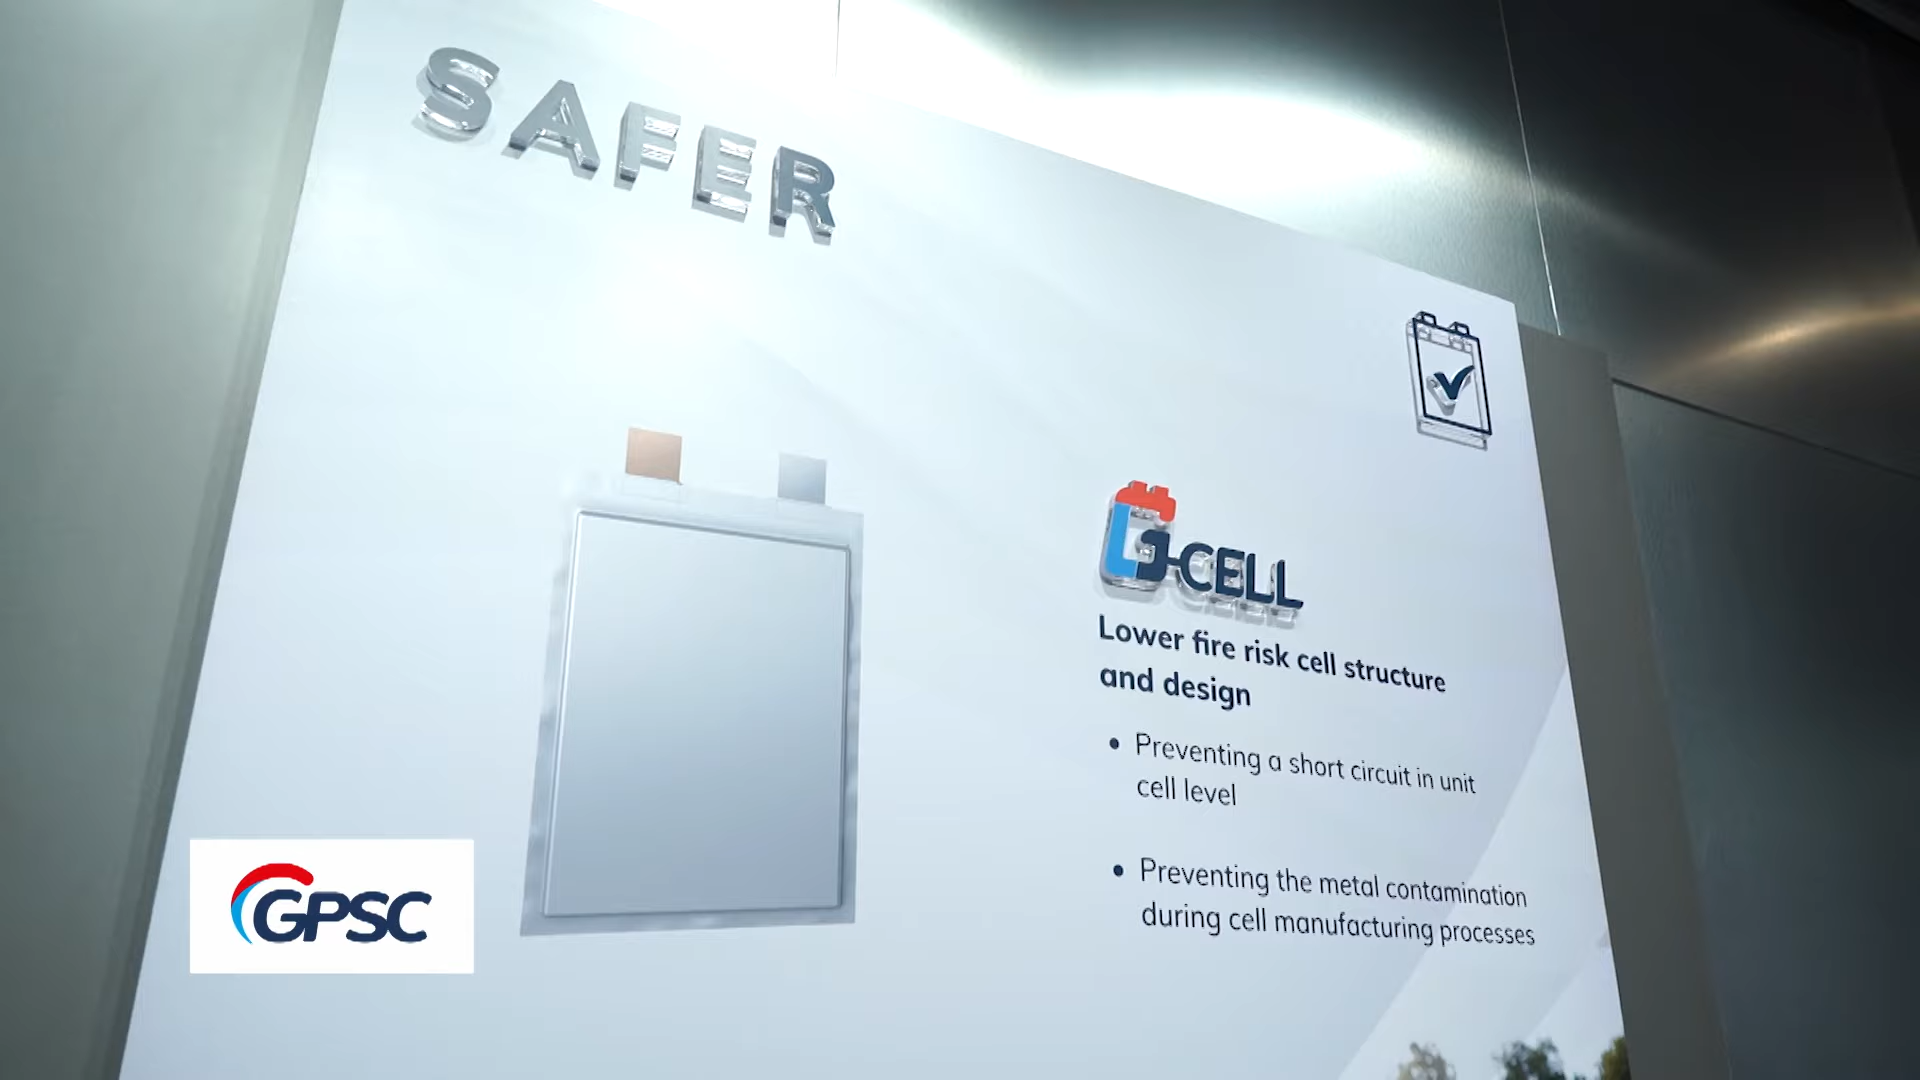 SAFER
G-CELL
Lower fire risk cell structure
and design
• Preventing a short circuit in unit
cell level
• Preventing the metal contamination
during cell manufacturing processes
GPSC